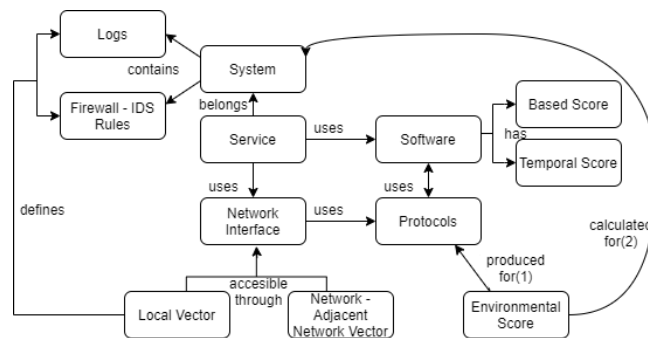 Logs
System
contains
Based Score
Firewall - IDS
Rules
belongs
Service
uses
Software
has
Temporal Score
uses
uses
defines
Network
Interface
uses
Protocols
calculated
for(2)
produced
for(1)
accesible
through
Local Vector
Network -
Adjacent
Network Vector
Environmental
Score